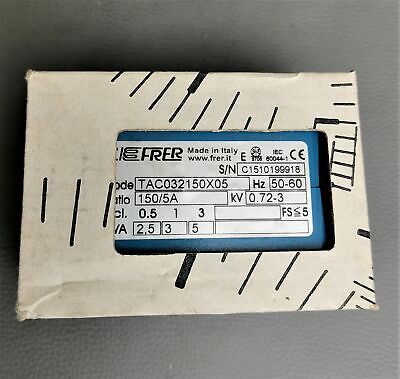 FRER Made in Italy
www.frer.it E IEC
60044-1 CE
S/N C1510199918
ode TAC032150X05 Hz 50-60
atio 150/5A kV 0.72-3
cl. 0.5 1 3 FS≤5
VA 2,5 3 5